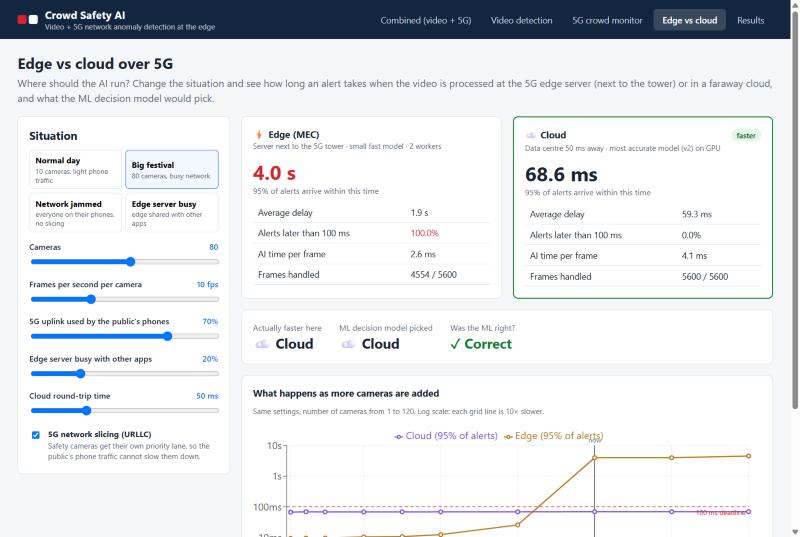 Crowd Safety AI
Video + 5G network anomaly detection at the edge
Combined (video + 5G)
Video detection
5G crowd monitor
Edge vs cloud
Results
Edge vs cloud over 5G
Where should the AI run? Change the situation and see how long an alert takes when the video is processed at the 5G edge server (next to the tower) or in a faraway cloud,
and what the ML decision model would pick.
Situation
Normal day
10 cameras, light phone
traffic
Big festival
80 cameras, busy network
Network jammed
everyone on their phones,
no slicing
Edge server busy
edge shared with other
apps
Cameras 80
Frames per second per camera 10 fps
5G uplink used by the public's phones 70%
Edge server busy with other apps 20%
Cloud round-trip time 50 ms
5G network slicing (URLLC)
Safety cameras get their own priority lane, so the
public's phone traffic cannot slow them down.
Edge (MEC)
Server next to the 5G tower · small fast model · 2 workers
4.0 s
95% of alerts arrive within this time
Average delay 1.9 s
Alerts later than 100 ms 100.0%
AI time per frame 2.6 ms
Frames handled 4554 / 5600
Cloud
faster
Data centre 50 ms away · most accurate model (v2) on GPU
68.6 ms
95% of alerts arrive within this time
Average delay 59.3 ms
Alerts later than 100 ms 0.0%
AI time per frame 4.1 ms
Frames handled 5600 / 5600
Actually faster here
Cloud
ML decision model picked
Cloud
Was the ML right?
✓ Correct
What happens as more cameras are added
Same settings, number of cameras from 1 to 120. Log scale: each grid line is 10× slower.
Cloud (95% of alerts)
Edge (95% of alerts)
now
10s
1s
100ms
100 ms deadline
10ms